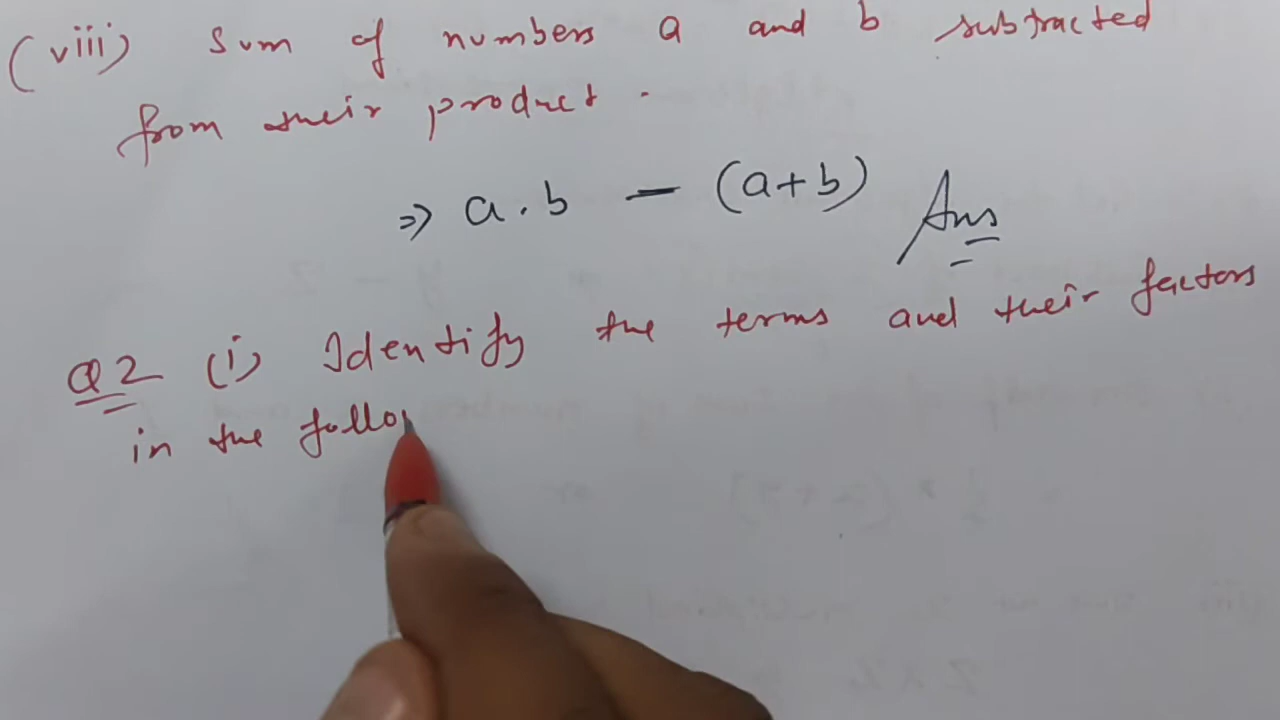 (viii) Sum of numbers a and b subtracted
from their product.
⇒ a.b - (a+b) Ans
Q2 (i) Identify the terms and their factors
in the follo